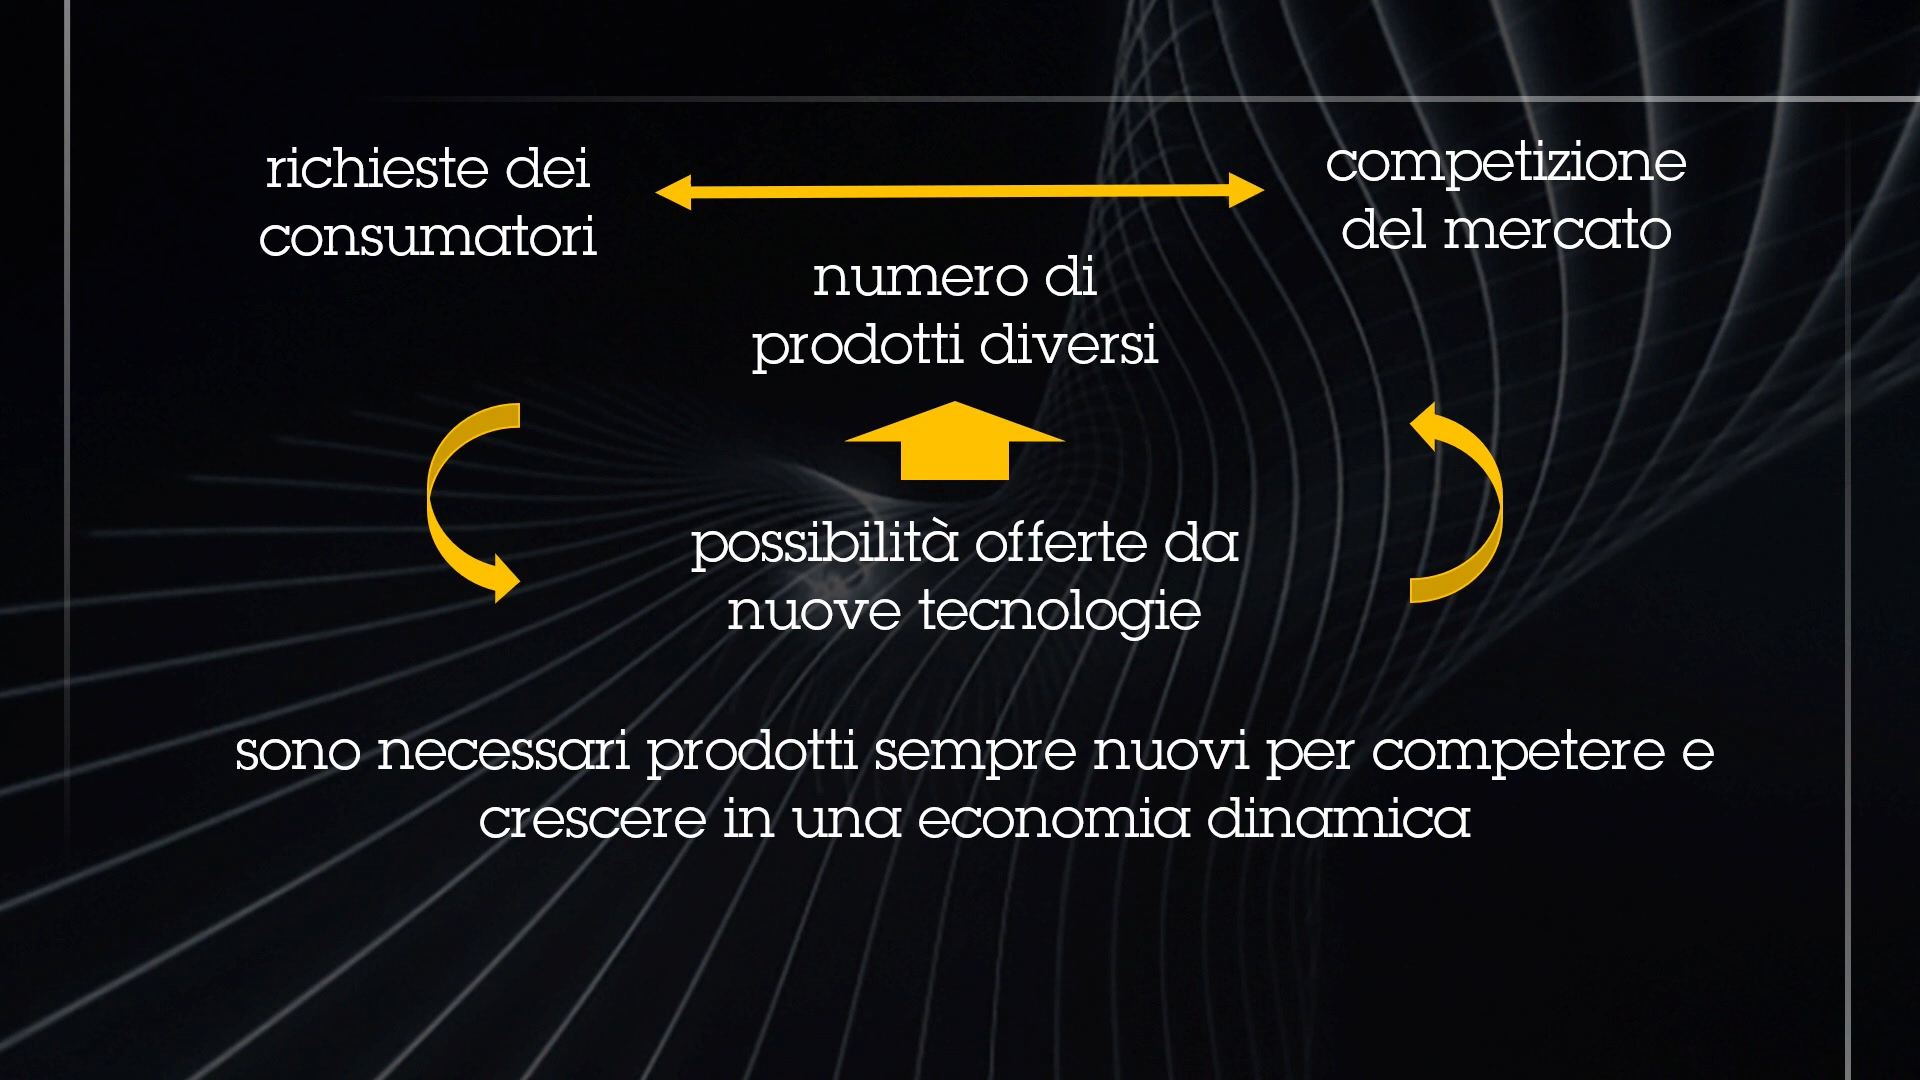 richieste dei
consumatori
competizione
del mercato
numero di
prodotti diversi
possibilità offerte da
nuove tecnologie
sono necessari prodotti sempre nuovi per competere e
crescere in una economia dinamica